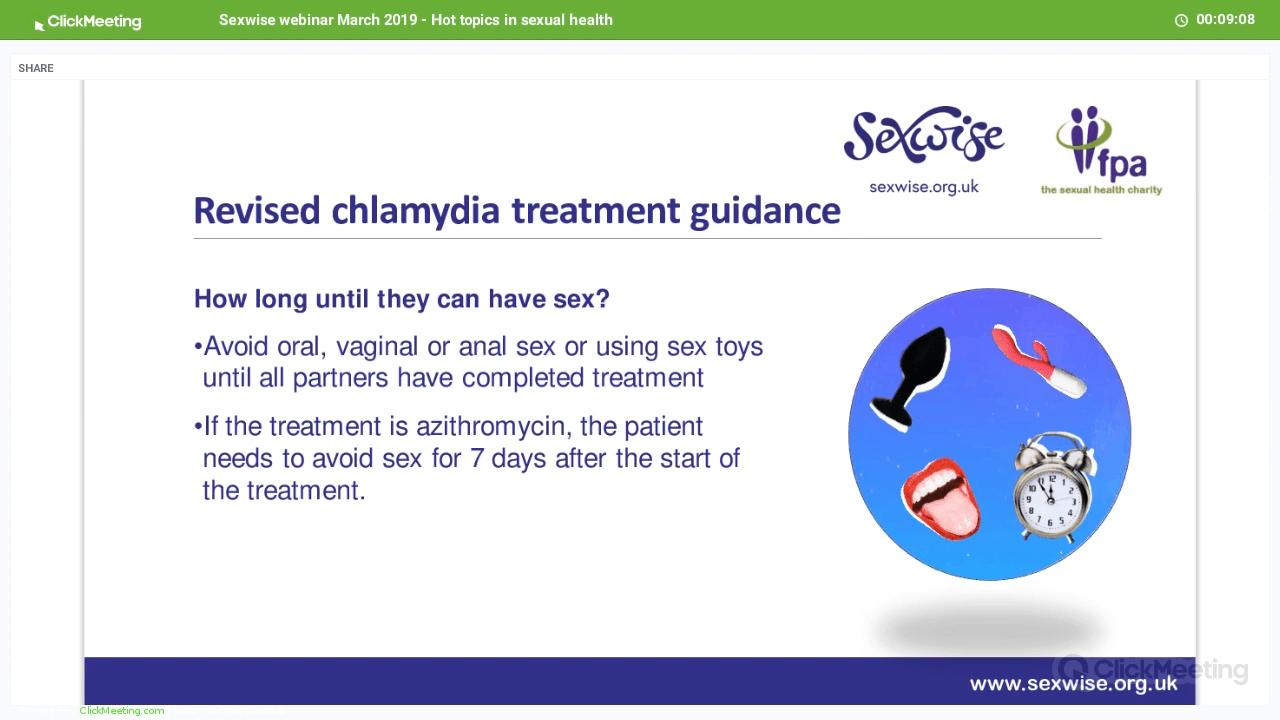 ClickMeeting
Sexwise webinar March 2019 - Hot topics in sexual health
00:09:08
SHARE
Sexwise
sexwise.org.uk
fpa
the sexual health charity
Revised chlamydia treatment guidance
How long until they can have sex?
•Avoid oral, vaginal or anal sex or using sex toys
until all partners have completed treatment
•If the treatment is azithromycin, the patient
needs to avoid sex for 7 days after the start of
the treatment.
ClickMeeting
www.sexwise.org.uk
ClickMeeting.com